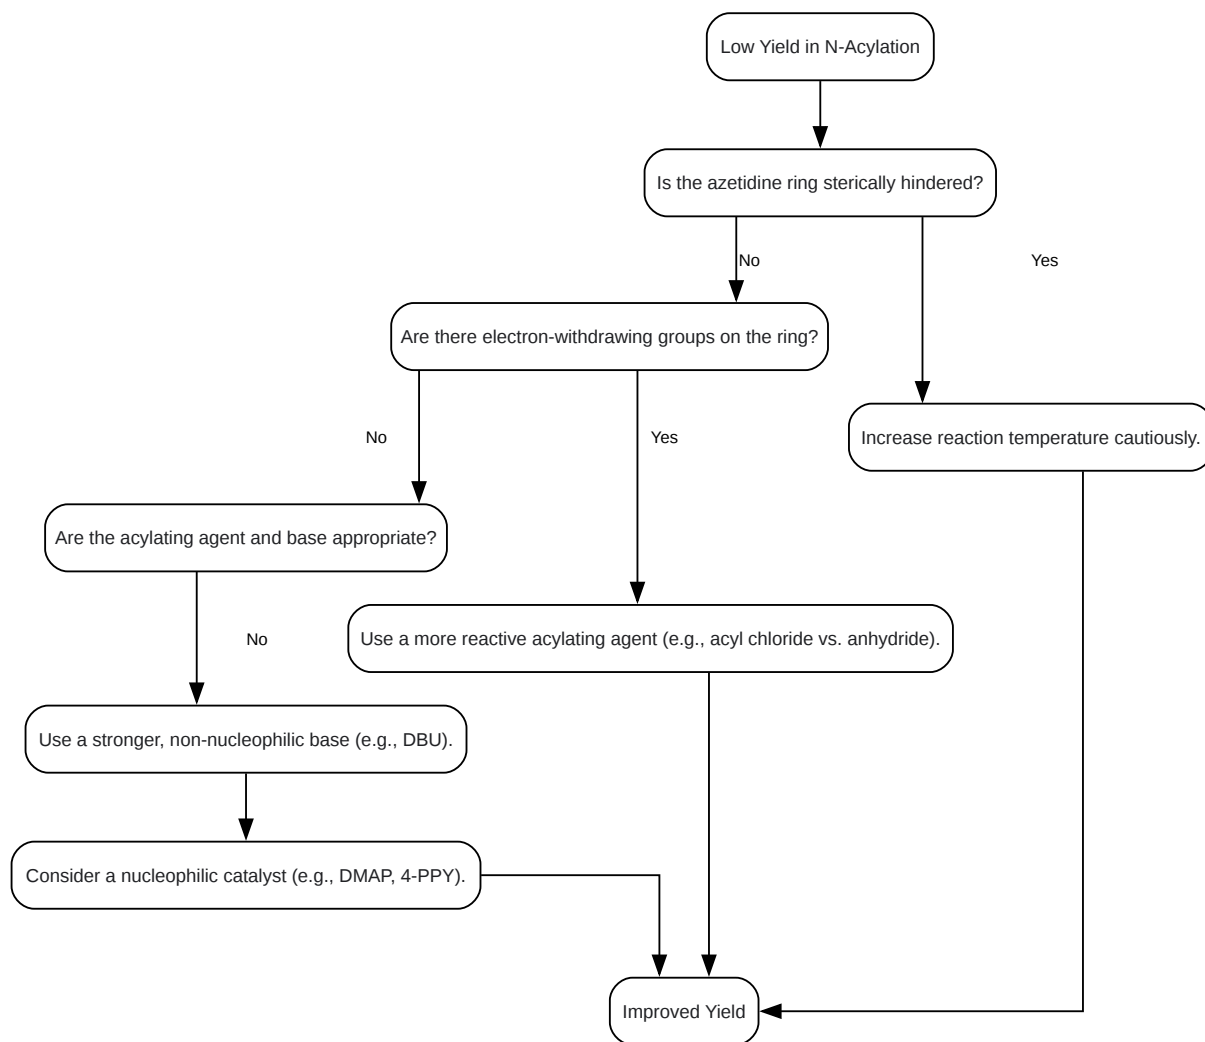 Low Yield in N-Acylation
Is the azetidine ring sterically hindered?
No
Yes
Are there electron-withdrawing groups on the ring?
No
Yes
Increase reaction temperature cautiously.
Are the acylating agent and base appropriate?
No
Use a more reactive acylating agent (e.g., acyl chloride vs. anhydride).
Use a stronger, non-nucleophilic base (e.g., DBU).
Consider a nucleophilic catalyst (e.g., DMAP, 4-PPY).
Improved Yield